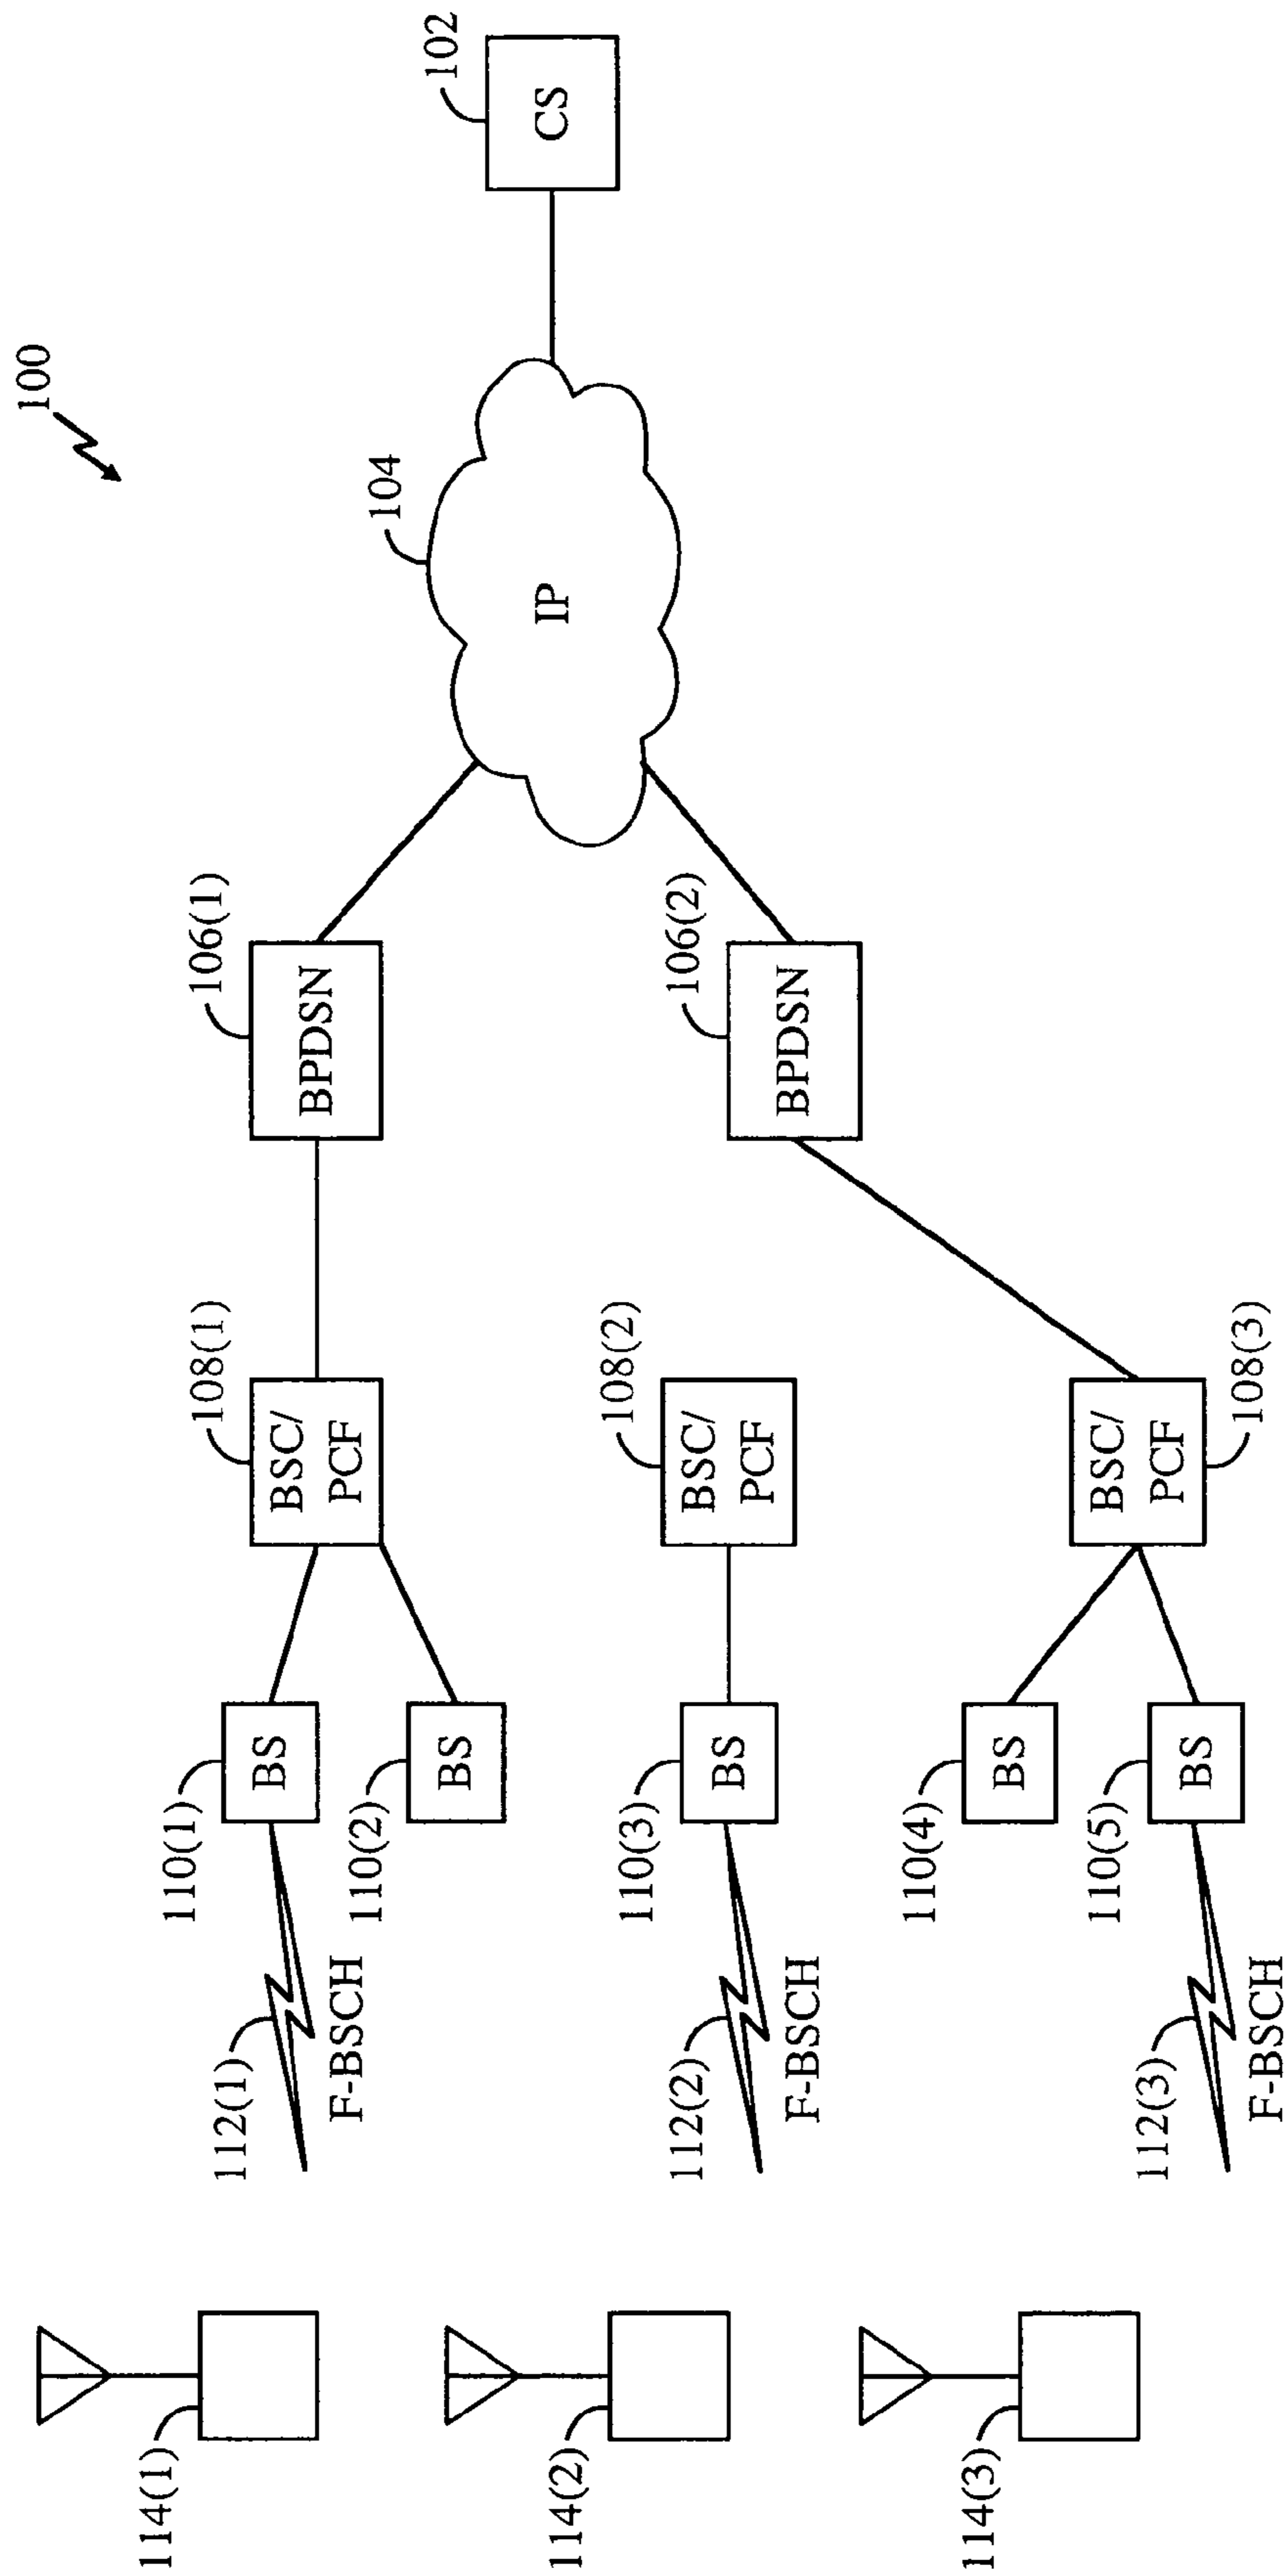 100
102
CS
104
IP
106(1)
BPDSN
106(2)
BPDSN
108(1)
BSC/
PCF
108(2)
BSC/
PCF
BSC/
PCF
108(3)
110(1)
BS
110(2)
BS
110(3)
BS
110(4)
BS
110(5)
BS
112(1)
F-BSCH
112(2)
F-BSCH
112(3)
F-BSCH
114(1)
114(2)
114(3)